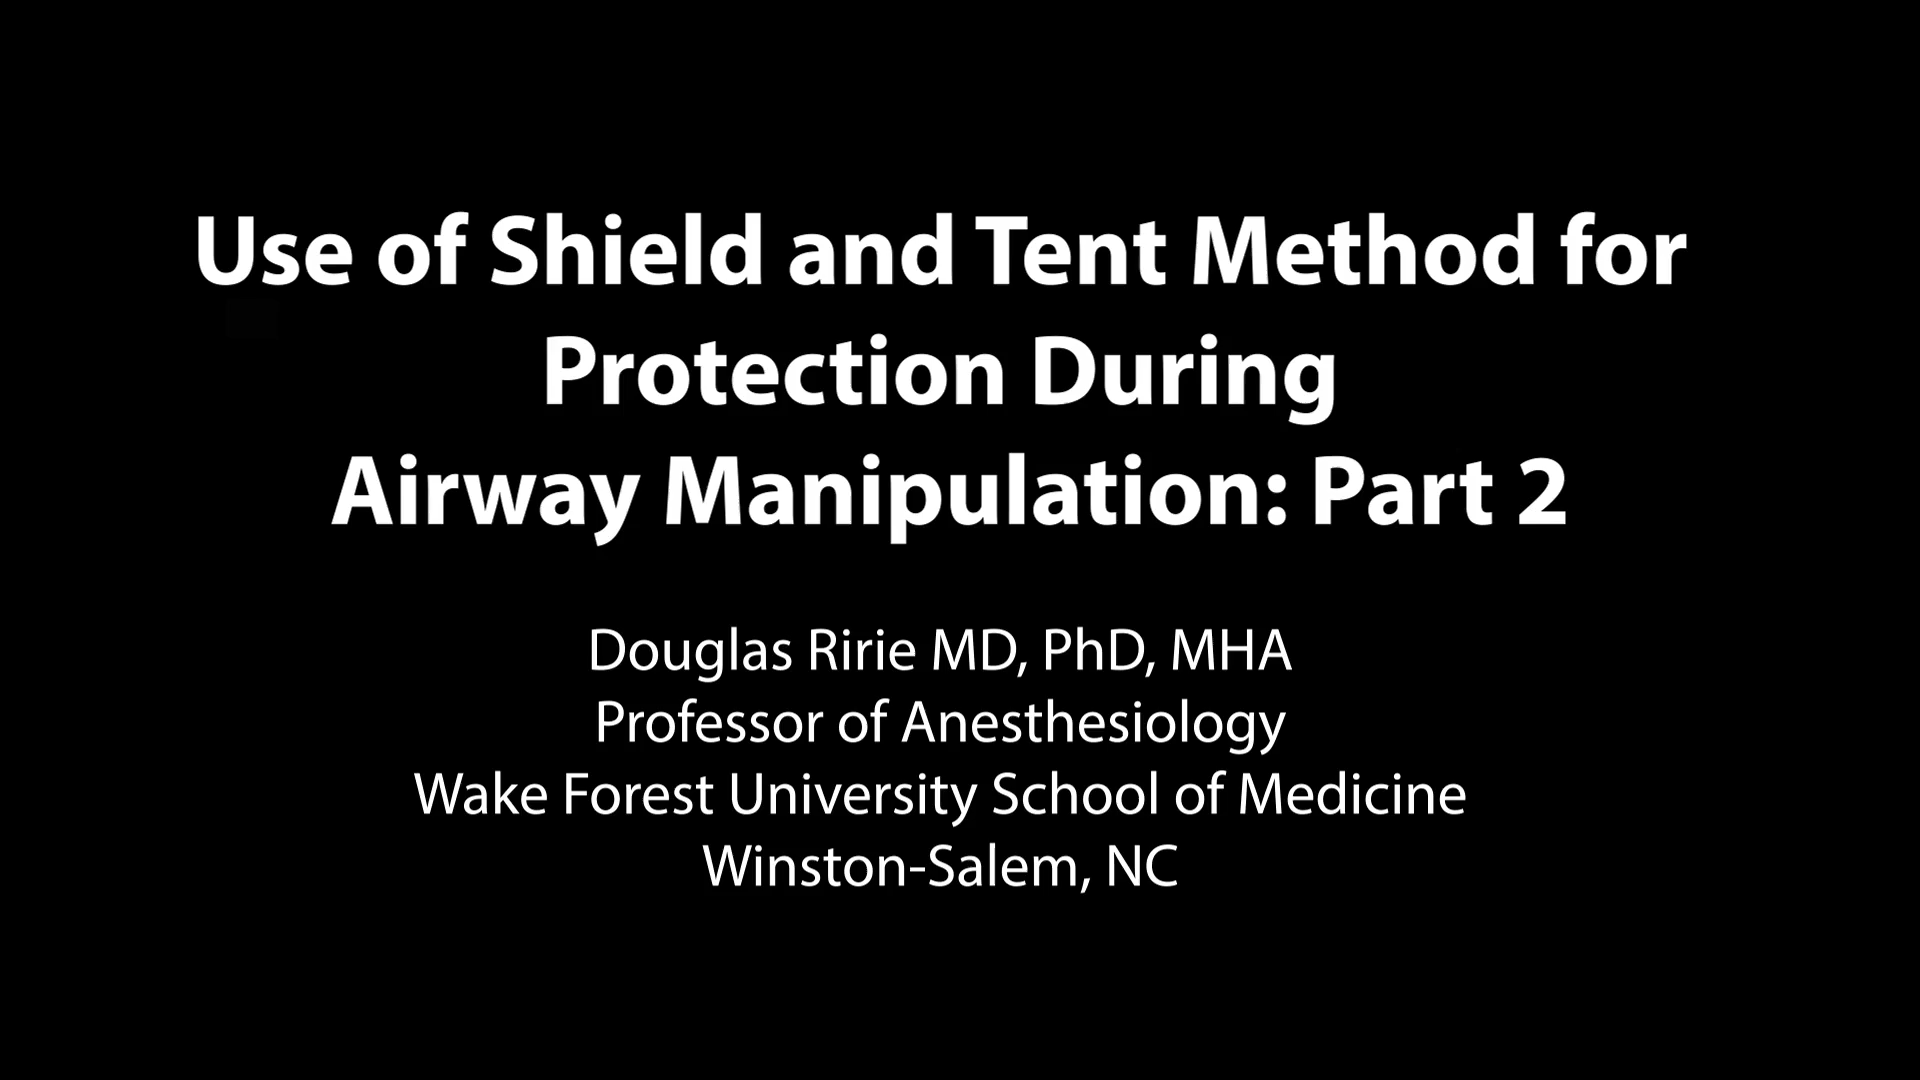 Use of Shield and Tent Method for
Protection During
Airway Manipulation: Part 2
Douglas Ririe MD, PhD, MHA
Professor of Anesthesiology
Wake Forest University School of Medicine
Winston-Salem, NC